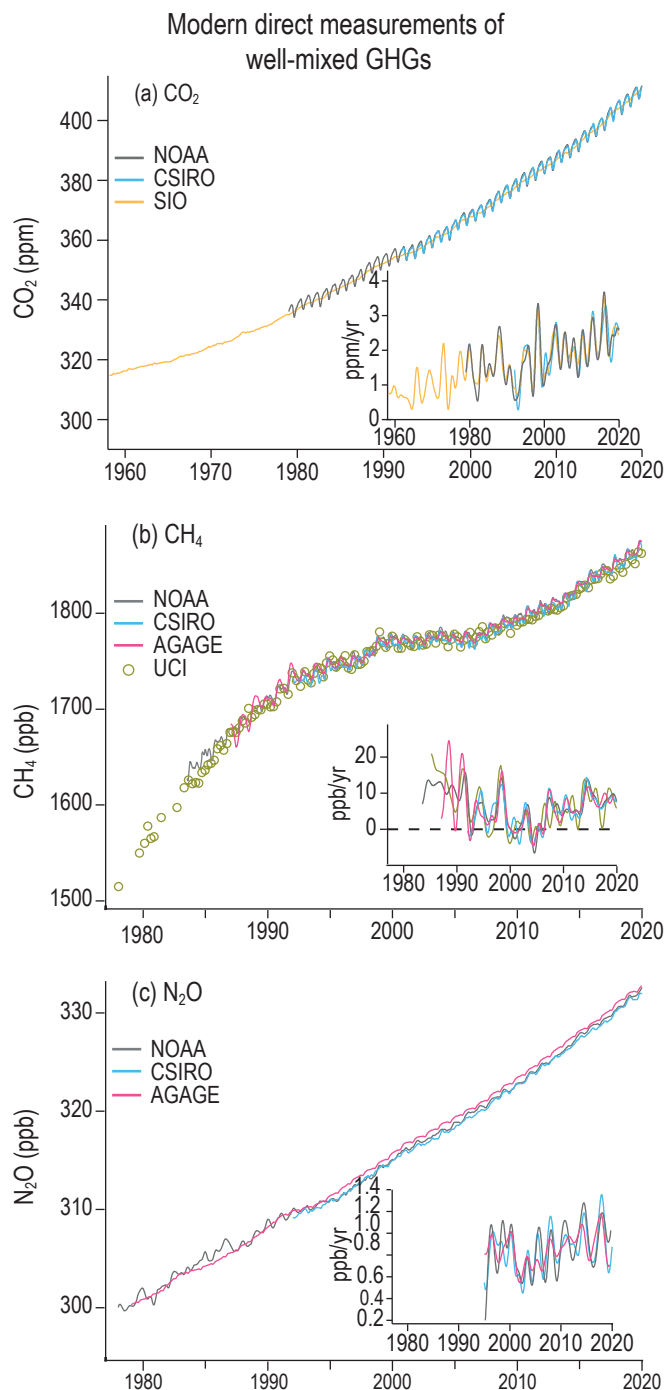 Modern direct measurements of
well-mixed GHGs
(a) CO₂
NOAA
CSIRO
SIO
CO₂ (ppm)
400
380
360
340
320
300
1960
1970
1980
1990
2000
2010
2020
ppm/yr
4
3
2
1
0
1960
1980
2000
2020
(b) CH₄
NOAA
CSIRO
AGAGE
UCI
CH₄ (ppb)
1800
1700
1600
1500
1980
1990
2000
2010
2020
ppb/yr
20
10
0
1980
1990
2000
2010
2020
(c) N₂O
NOAA
CSIRO
AGAGE
N₂O (ppb)
330
320
310
300
1980
1990
2000
2010
2020
ppb/yr
1.4
1.2
1.0
0.8
0.6
0.4
0.2
1980
1990
2000
2010
2020